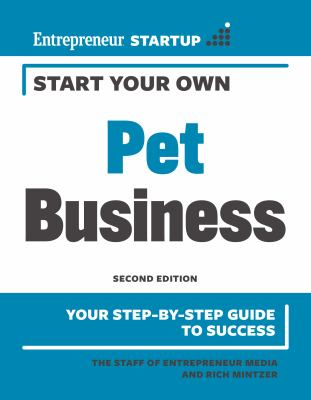 Entrepreneur STARTUP
START YOUR OWN
Pet
Business
SECOND EDITION
YOUR STEP-BY-STEP GUIDE
TO SUCCESS
THE STAFF OF ENTREPRENEUR MEDIA
AND RICH MINTZER